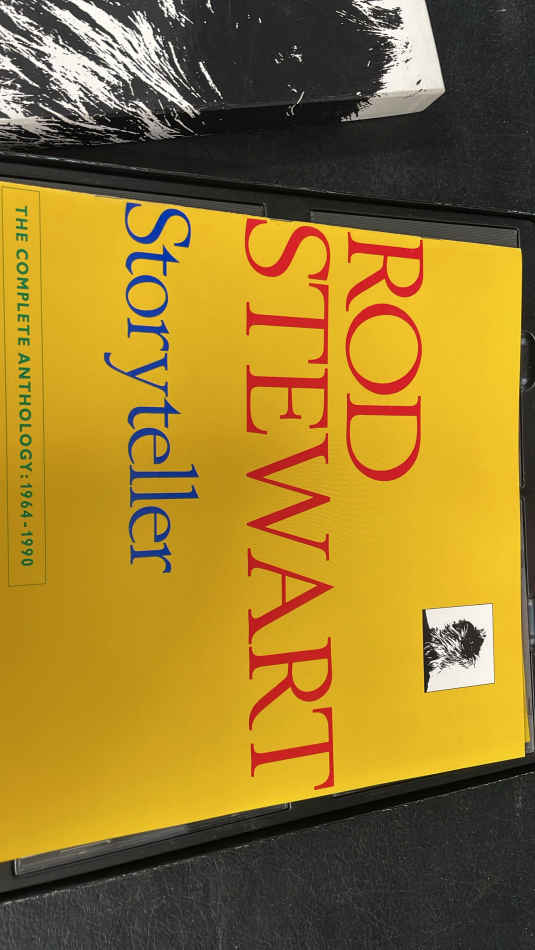 ROD
STEWART
Storyteller
THE COMPLETE ANTHOLOGY: 1964-1990